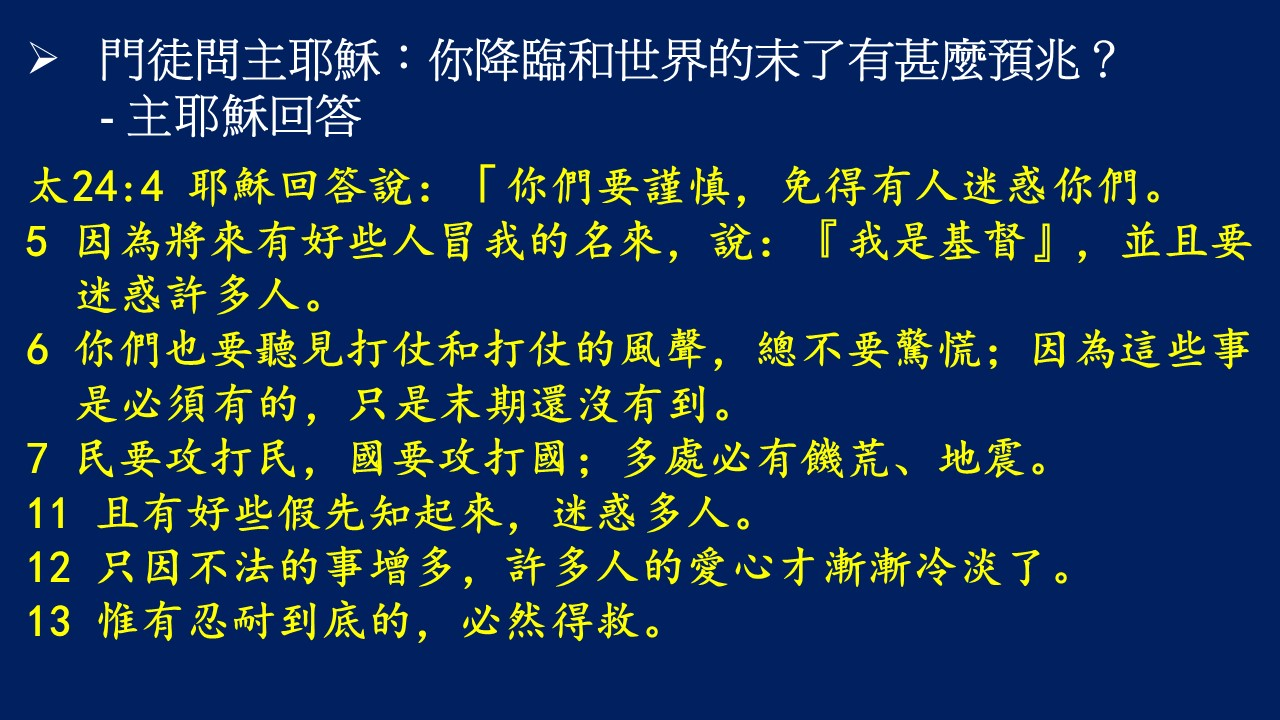 ➢ 門徒問主耶穌：你降臨和世界的末了有甚麼預兆？
- 主耶穌回答
太24:4 耶穌回答說：「你們要謹慎，免得有人迷惑你們。
5 因為將來有好些人冒我的名來，說：『我是基督』，並且要
迷惑許多人。
6 你們也要聽見打仗和打仗的風聲，總不要驚慌；因為這些事
是必須有的，只是末期還沒有到。
7 民要攻打民，國要攻打國；多處必有饑荒、地震。
11 且有好些假先知起來，迷惑多人。
12 只因不法的事增多，許多人的愛心才漸漸冷淡了。
13 惟有忍耐到底的，必然得救。